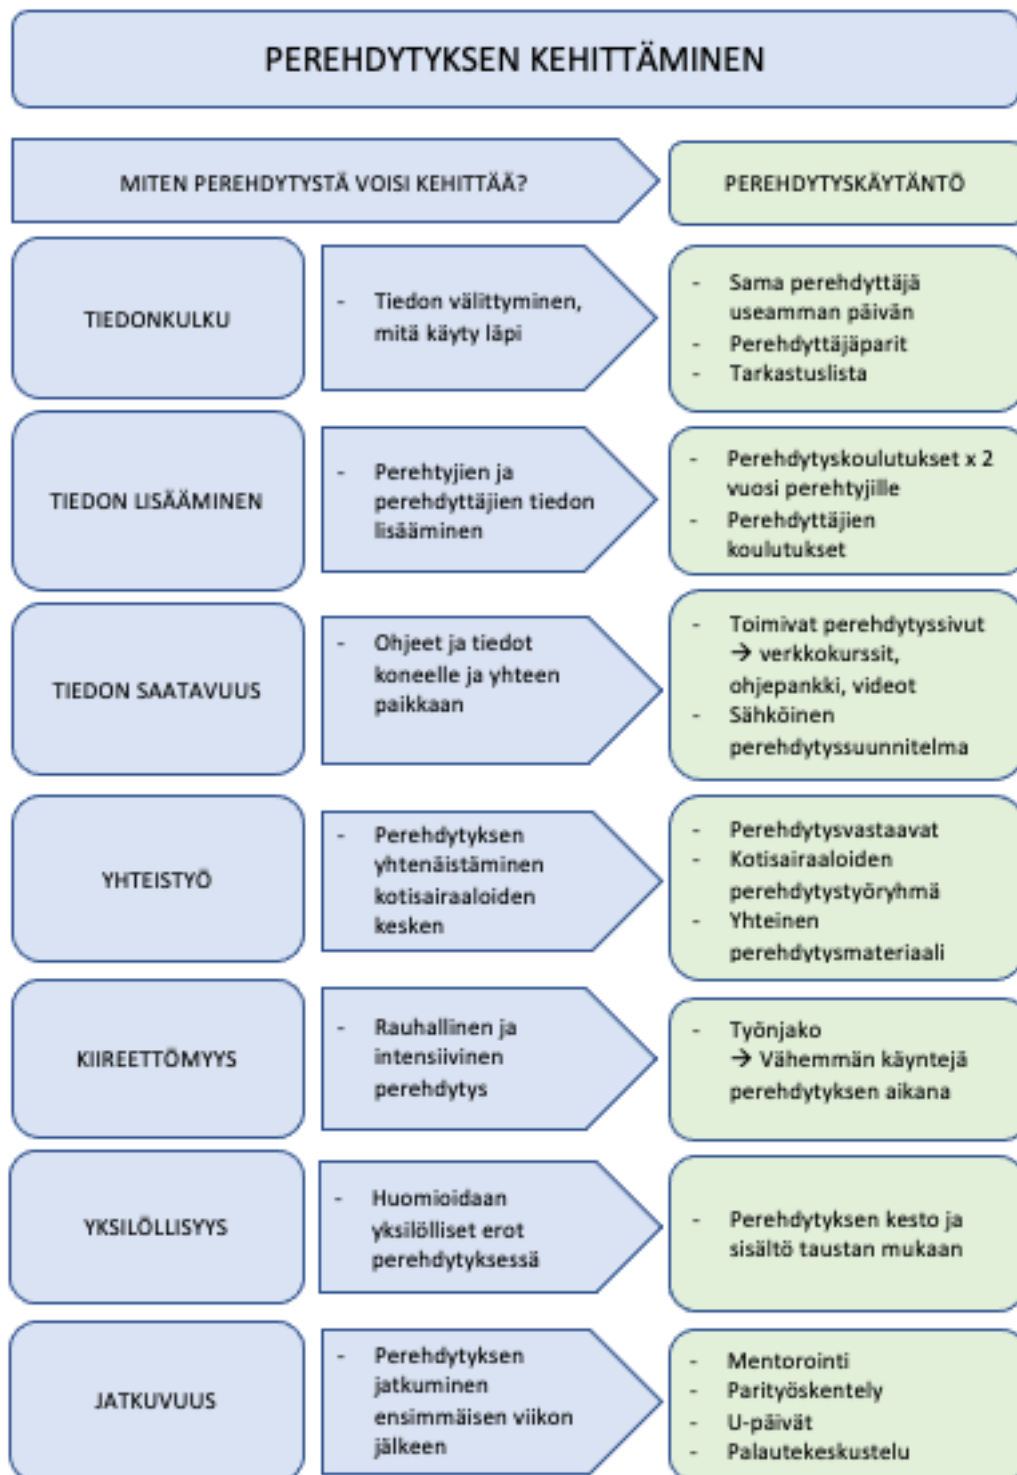 PEREHDYTYKSEN KEHITTÄMINEN
MITEN PEREHDYTYSTÄ VOISI KEHITTÄÄ?
PEREHDYTYSKÄYTÄNTÖ
TIEDONKULKU
- Tiedon välittyminen,
mitä käyty läpi
- Sama perehdyttäjä
useamman päivän
- Perehdyttäjäparit
- Tarkastuslista
TIEDON LISÄÄMINEN
- Perehtyjien ja
perehdyttäjien tiedon
lisääminen
- Perehdytyskoulutukset x 2
vuosi perehtyjille
- Perehdyttäjien
koulutukset
TIEDON SAATAVUUS
- Ohjeet ja tiedot
koneelle ja yhteen
paikkaan
- Toimivat perehdytyssivut
→ verkkokurssit,
ohjepankki, videot
- Sähköinen
perehdytyssuunnitelma
YHTEISTYÖ
- Perehdytyksen
yhtenäistäminen
kotisairaaloiden
kesken
- Perehdytysvastaavat
- Kotisairaaloiden
perehdytystyöryhmä
- Yhteinen
perehdytysmateriaali
KIIREETTÖMYYS
- Rauhallinen ja
intensiivinen
perehdytys
- Työnjako
→ Vähemmän käyntejä
perehdytyksen aikana
YKSILÖLLISYYS
- Huomioidaan
yksilölliset erot
perehdytyksessä
- Perehdytyksen kesto ja
sisältö taustan mukaan
JATKUVUUS
- Perehdytyksen
jatkuminen
ensimmäisen viikon
jälkeen
- Mentorointi
- Parityöskentely
- U-päivät
- Palautekeskustelu